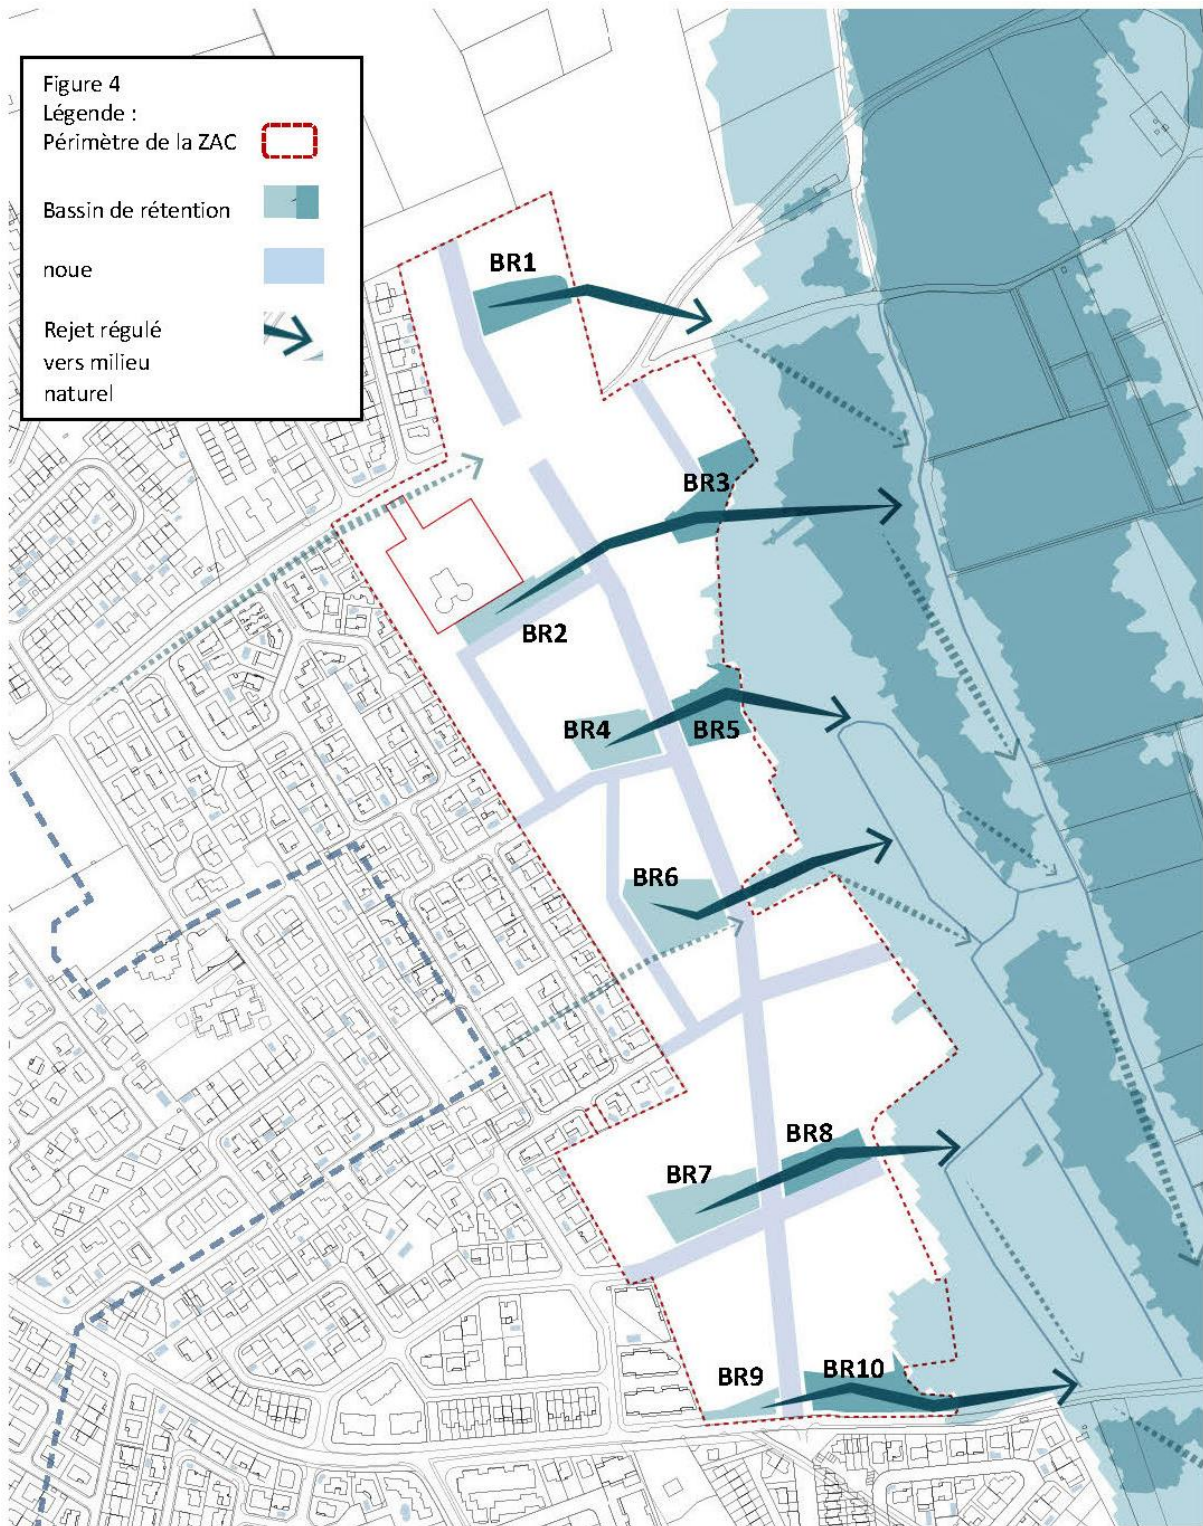 Figure 4
Légende :
Périmètre de la ZAC
Bassin de rétention
noue
Rejet régulé
vers milieu
naturel
BR1
BR3
BR2
BR4
BR5
BR6
BR8
BR7
BR9
BR10